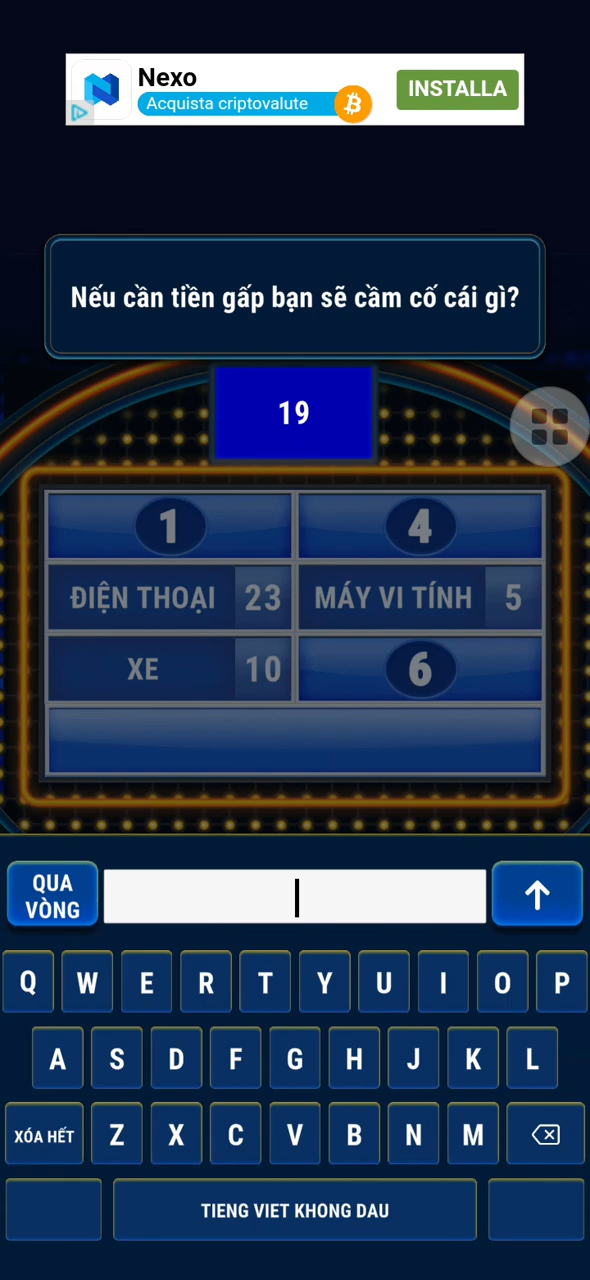 Nexo
Acquista criptovalute
INSTALLA
Nếu cần tiền gấp bạn sẽ cầm cố cái gì?
19
1
4
ĐIỆN THOẠI 23
MÁY VI TÍNH 5
XE 10
6
QUA VÒNG
Q W E R T Y U I O P
A S D F G H J K L
XÓA HẾT Z X C V B N M
TIENG VIET KHONG DAU